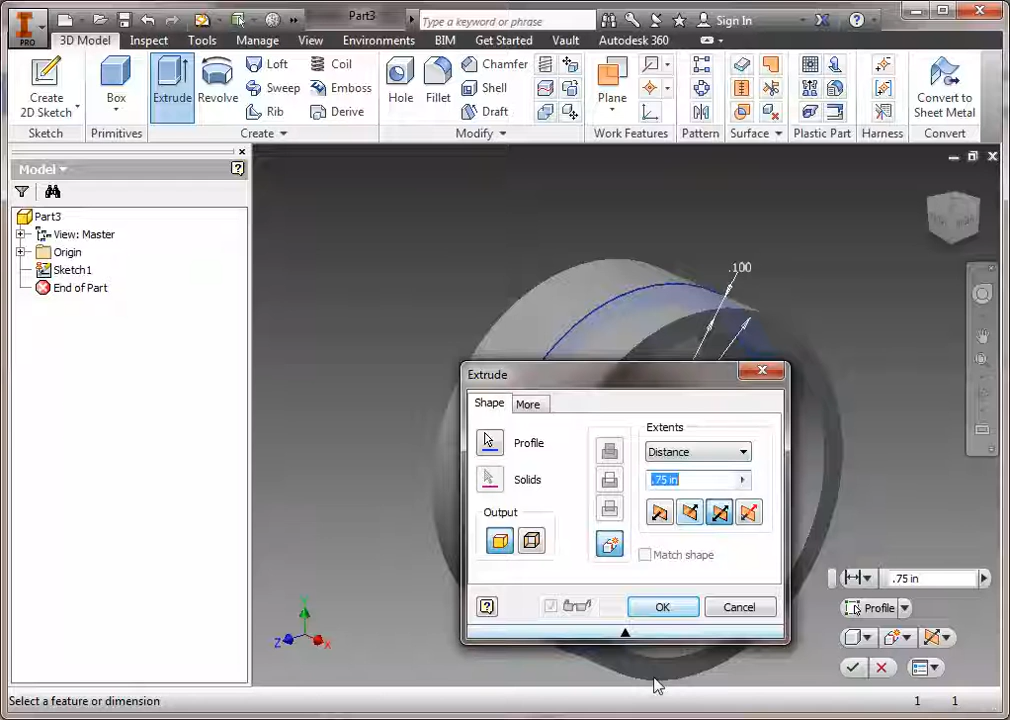 Part3
Type a keyword or phrase
Sign In
PRO
3D Model
Inspect
Tools
Manage
View
Environments
BIM
Get Started
Vault
Autodesk 360
Create
2D Sketch
Box
Extrude
Revolve
Loft
Coil
Sweep
Emboss
Rib
Derive
Hole
Fillet
Chamfer
Shell
Draft
Plane
Convert to
Sheet Metal
Sketch
Primitives
Create
Modify
Work Features
Pattern
Surface
Plastic Part
Harness
Convert
Model
Part3
View: Master
Origin
Sketch1
End of Part
.100
Extrude
Shape
More
Profile
Solids
Output
Extents
Distance
.75 in
Match shape
OK
Cancel
.75 in
Profile
Y
Z
X
Select a feature or dimension
1
1